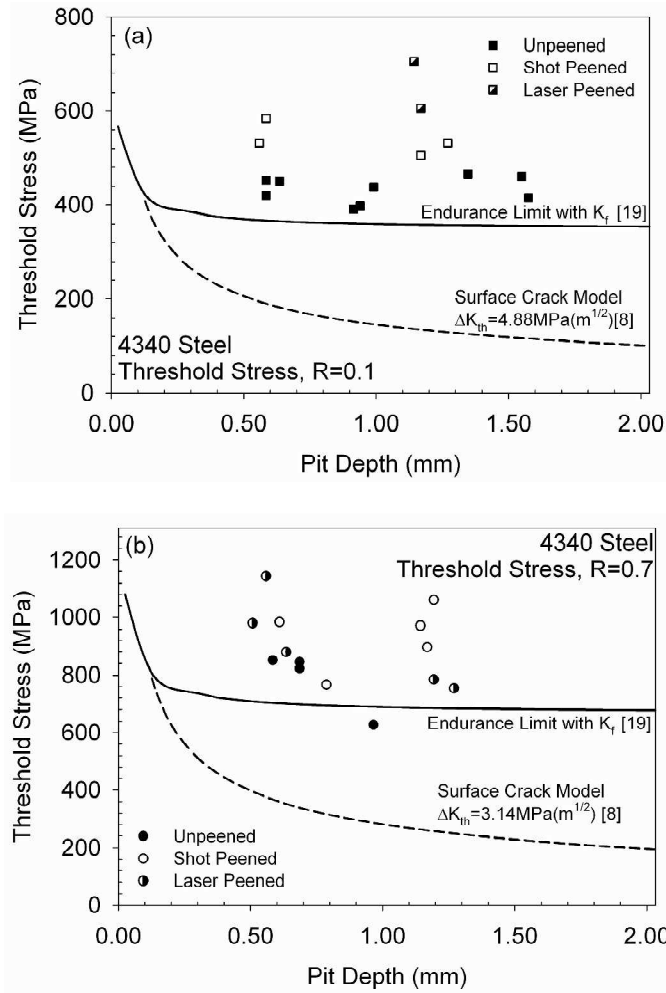 800
(a)
Unpeened
Shot Peened
Laser Peened
600
400
Endurance Limit with Kf [19]
200
Surface Crack Model
ΔKth=4.88MPa(m1/2)[8]
4340 Steel
Threshold Stress, R=0.1
0
0.00 0.50 1.00 1.50 2.00
Threshold Stress (MPa)
Pit Depth (mm)
(b)
4340 Steel
Threshold Stress, R=0.7
1200
1000
800
600
400
200
0
Endurance Limit with Kf [19]
Surface Crack Model
ΔKth=3.14MPa(m1/2) [8]
Unpeened
Shot Peened
Laser Peened
0.00 0.50 1.00 1.50 2.0
Threshold Stress (MPa)
Pit Depth (mm)